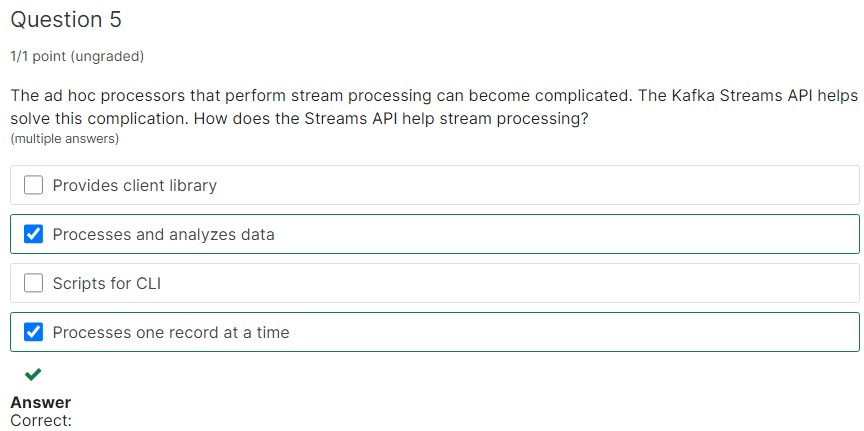 Question 5
1/1 point (ungraded)
The ad hoc processors that perform stream processing can become complicated. The Kafka Streams API helps
solve this complication. How does the Streams API help stream processing?
(multiple answers)
Provides client library
Processes and analyzes data
Scripts for CLI
Processes one record at a time
Answer
Correct: